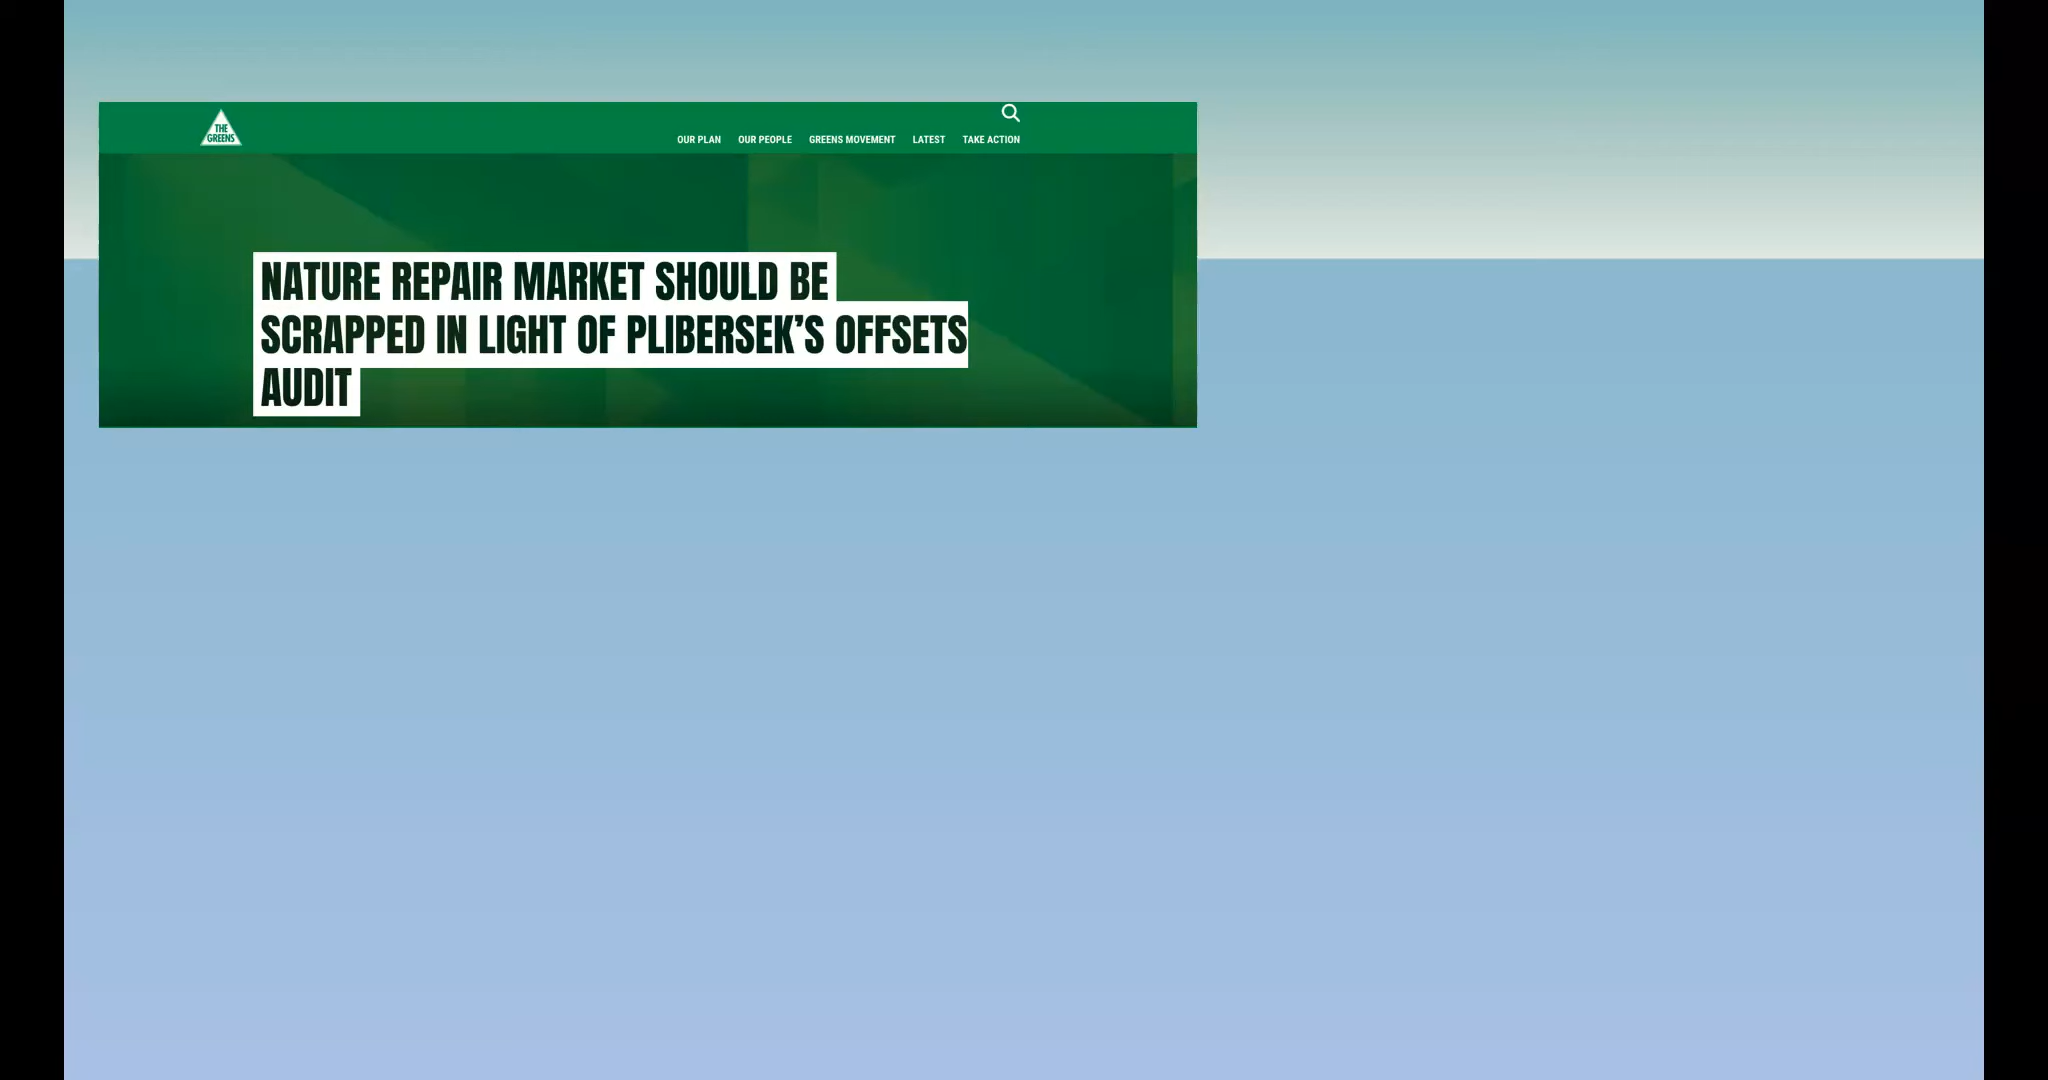 THE
GREENS
OUR PLAN OUR PEOPLE GREENS MOVEMENT LATEST TAKE ACTION
NATURE REPAIR MARKET SHOULD BE
SCRAPPED IN LIGHT OF PLIBERSEK’S OFFSETS
AUDIT